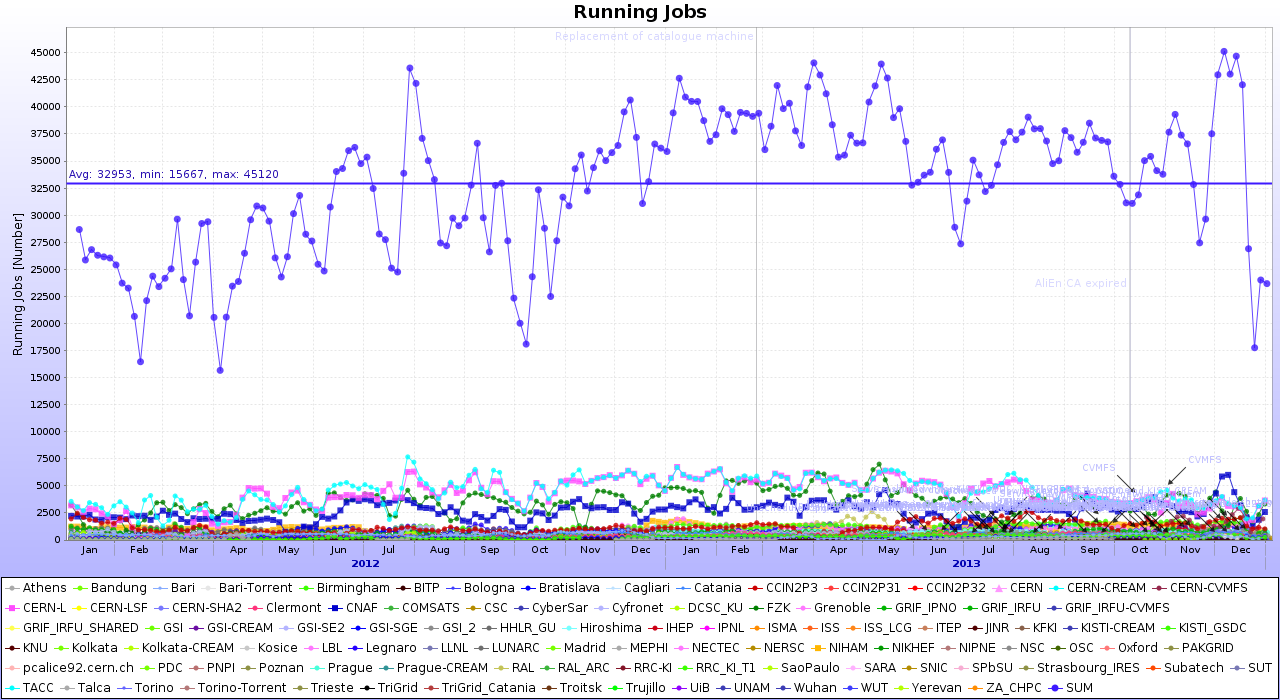 Running Jobs
Replacement of catalogue machine
Avg: 32953, min: 15667, max: 45120
AliEn CA expired
CVMFS
CVMFS
Running Jobs [Number]
45000
42500
40000
37500
35000
32500
30000
27500
25000
22500
20000
17500
15000
12500
10000
7500
5000
2500
0
Jan Feb Mar Apr May Jun Jul Aug Sep Oct Nov Dec Jan Feb Mar Apr May Jun Jul Aug Sep Oct Nov Dec
2012 2013
Athens Bandung Bari Bari-Torrent Birmingham BITP Bologna Bratislava Cagliari Catania CCIN2P3 CCIN2P31 CCIN2P32 CERN CERN-CREAM CERN-CVMFS
CERN-L CERN-LSF CERN-SHA2 Clermont CNAF COMSATS CSC CyberSar Cyfronet DCSC_KU FZK Grenoble GRIF_IPNO GRIF_IRFU GRIF_IRFU-CVMFS
GRIF_IRFU_SHARED GSI GSI-CREAM GSI-SE2 GSI-SGE GSI_2 HHLR_GU Hiroshima IHEP IPNL ISMA ISS ISS_LCG ITEP JINR KFKI KISTI-CREAM KISTI_GSDC
KNU Kolkata Kolkata-CREAM Kosice LBL Legnaro LLNL LUNARC Madrid MEPHI NECTEC NERSC NIHAM NIKHEF NIPNE NSC OSC Oxford PAKGRID
pcalice92.cern.ch PDC PNPI Poznan Prague Prague-CREAM RAL RAL_ARC RRC-KI RRC_KI_T1 SaoPaulo SARA SNIC SPbSU Strasbourg_IRES Subatech SUT
TACC Talca Torino Torino-Torrent Trieste TriGrid TriGrid_Catania Troitsk Trujillo UIB UNAM Wuhan WUT Yerevan ZA_CHPC SUM